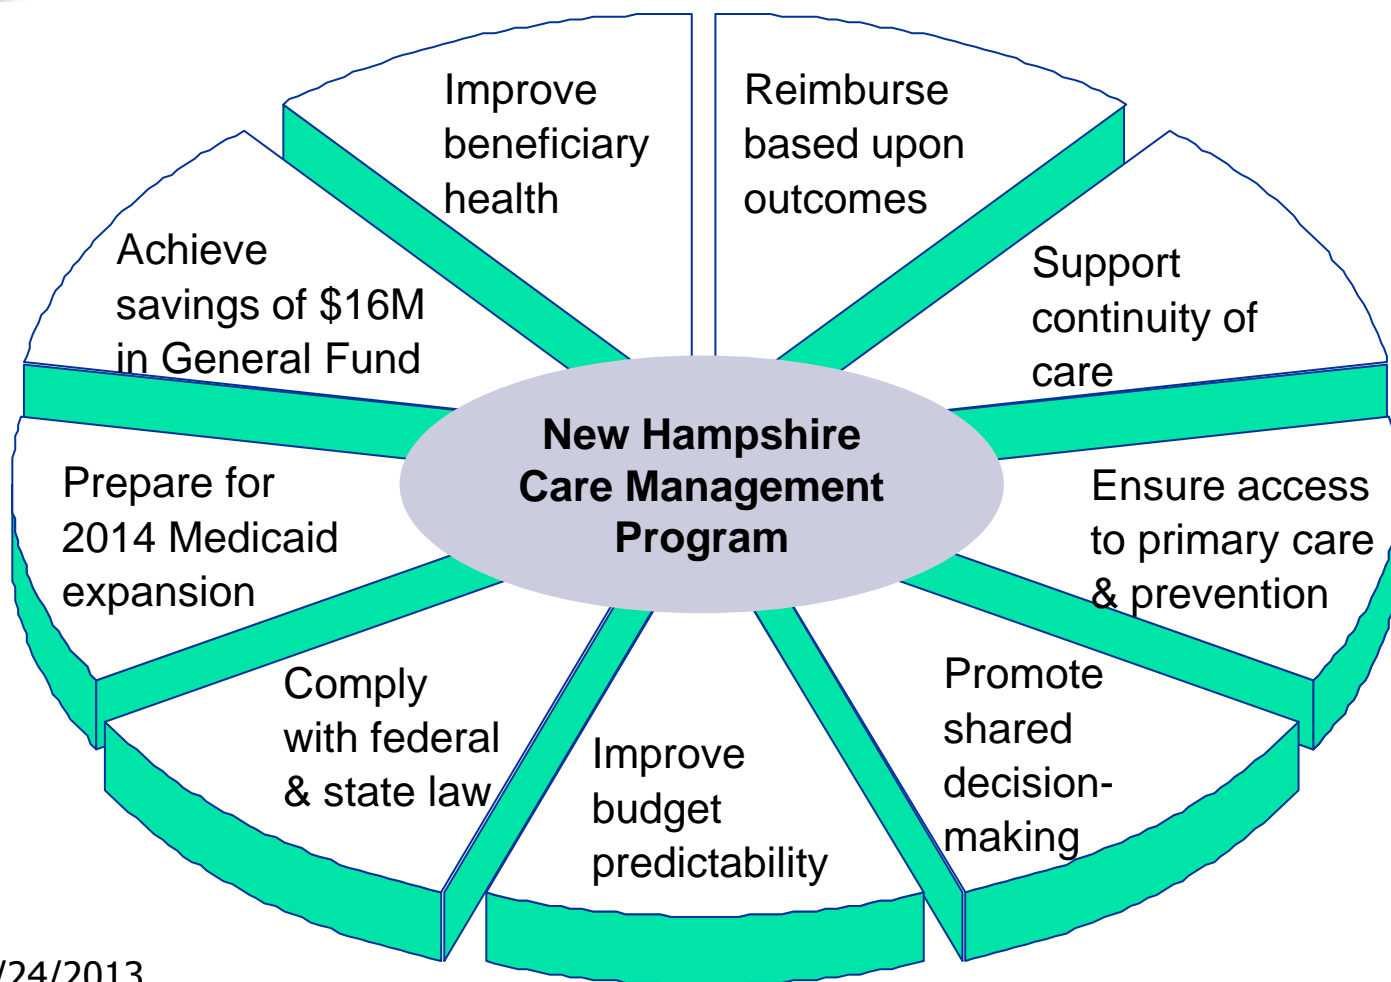 Improve
beneficiary
health
Reimburse
based upon
outcomes
Achieve
savings of $16M
in General Fund
Support
continuity of
care
New Hampshire
Care Management
Program
Prepare for
2014 Medicaid
expansion
Ensure access
to primary care
& prevention
Comply
with federal
& state law
Improve
budget
predictability
Promote
shared
decision-
making
/24/2013